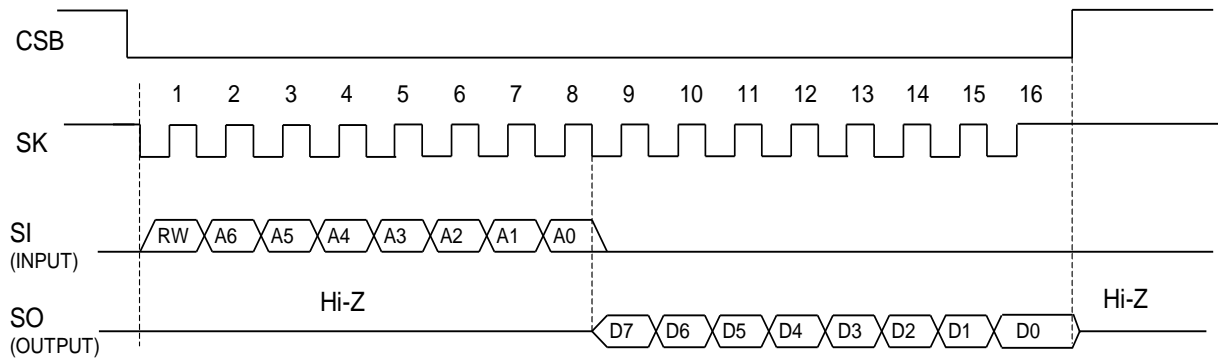 CSB
1 2 3 4 5 6 7 8 9 10 11 12 13 14 15 16
SK
SI
(INPUT)
RW A6 A5 A4 A3 A2 A1 A0
Hi-Z
Hi-Z
SO
(OUTPUT)
D7 D6 D5 D4 D3 D2 D1 D0